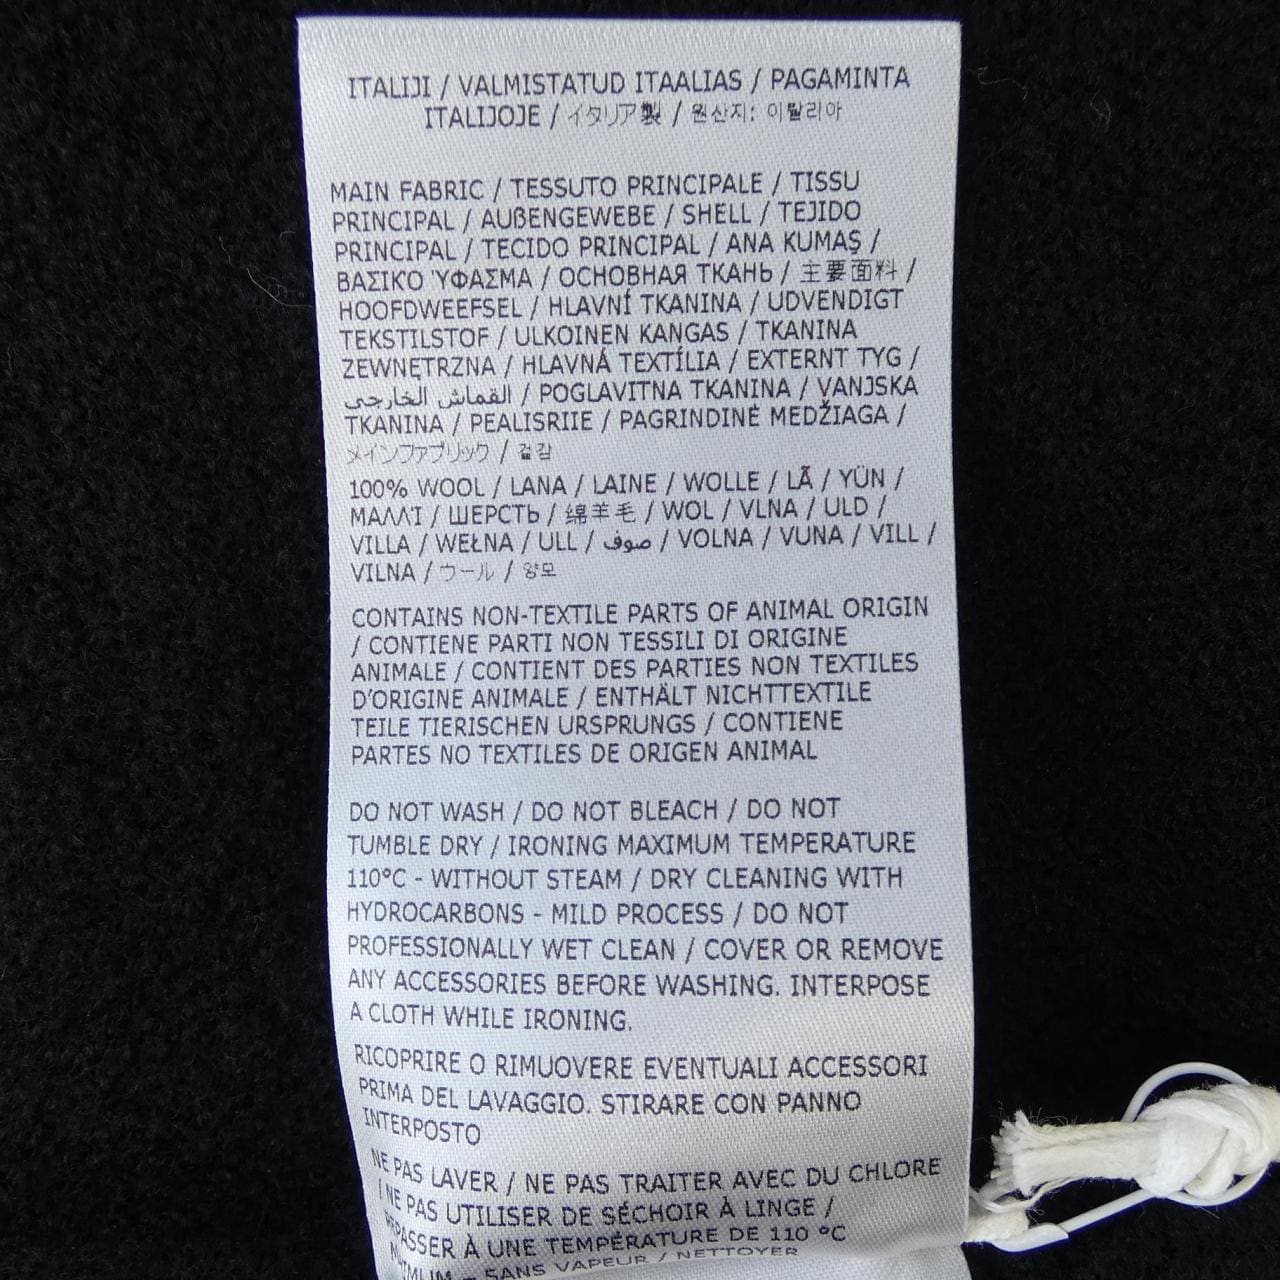 ITALIJI / VALMISTATUD ITAALIAS / PAGAMINTA
ITALIJOJE / イタリア製 / 원산지: 이탈리아
MAIN FABRIC / TESSUTO PRINCIPALE / TISSU
PRINCIPAL / AUßENGEWEBE / SHELL / TEJIDO
PRINCIPAL / TECIDO PRINCIPAL / ANA KUMAŞ /
ΒΑΣΙΚΌ ΎΦΑΣΜΑ / ОСНОВНАЯ ТКАНЬ / 主要面料 /
HOOFDWEEFSEL / HLAVNÍ TKANINA / UDVENDIGT
TEKSTILSTOF / ULKOINEN KANGAS / TKANINA
ZEWNĘTRZNA / HLAVNÁ TEXTÍLIA / EXTERNT TYG /
القماش الخارجي / POGLAVITNA TKANINA / VANJSKA
TKANINA / PEALISRIIE / PAGRINDINĖ MEDŽIAGA /
メインファブリック / 겉감
100% WOOL / LANA / LAINE / WOLLE / LÃ / YÜN /
ΜΑΛΛΊ / ШЕРСТЬ / 绵羊毛 / WOL / VLNA / ULD /
VILLA / WEŁNA / ULL / صوف / VOLNA / VUNA / VILL /
VILNA / ウール / 양모
CONTAINS NON-TEXTILE PARTS OF ANIMAL ORIGIN
/ CONTIENE PARTI NON TESSILI DI ORIGINE
ANIMALE / CONTIENT DES PARTIES NON TEXTILES
D'ORIGINE ANIMALE / ENTHÄLT NICHTTEXTILE
TEILE TIERISCHEN URSPRUNGS / CONTIENE
PARTES NO TEXTILES DE ORIGEN ANIMAL
DO NOT WASH / DO NOT BLEACH / DO NOT
TUMBLE DRY / IRONING MAXIMUM TEMPERATURE
110°C - WITHOUT STEAM / DRY CLEANING WITH
HYDROCARBONS - MILD PROCESS / DO NOT
PROFESSIONALLY WET CLEAN / COVER OR REMOVE
ANY ACCESSORIES BEFORE WASHING. INTERPOSE
A CLOTH WHILE IRONING.
RICOPRIRE O RIMUOVERE EVENTUALI ACCESSORI
PRIMA DEL LAVAGGIO. STIRARE CON PANNO
INTERPOSTO
NE PAS LAVER / NE PAS TRAITER AVEC DU CHLORE
/ NE PAS UTILISER DE SÉCHOIR À LINGE /
À UNE TEMPÉRATURE DE 110 °C
– SANS VAPEUR / NETTOYER